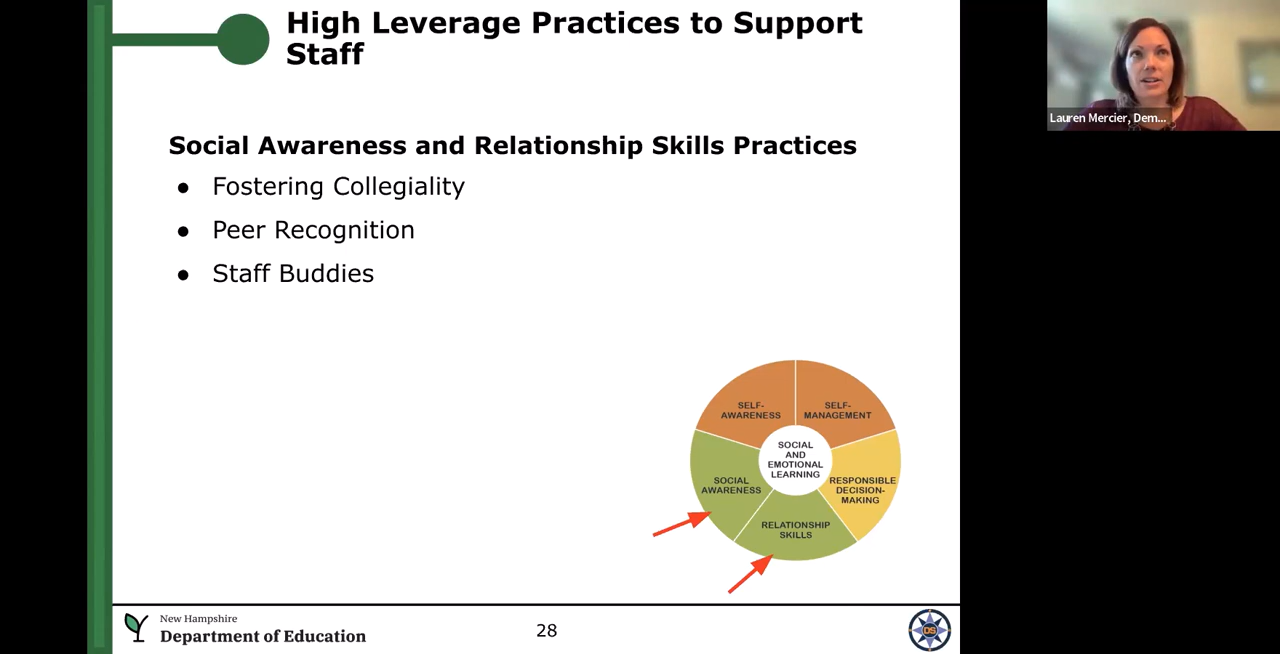 High Leverage Practices to Support
Staff
Lauren Mercier, Dem...
Social Awareness and Relationship Skills Practices
● Fostering Collegiality
● Peer Recognition
● Staff Buddies
SELF-
AWARENESS
SELF-
MANAGEMENT
SOCIAL
AND
EMOTIONAL
LEARNING
SOCIAL
AWARENESS
RESPONSIBLE
DECISION-
MAKING
RELATIONSHIP
SKILLS
New Hampshire
Department of Education
28
DS